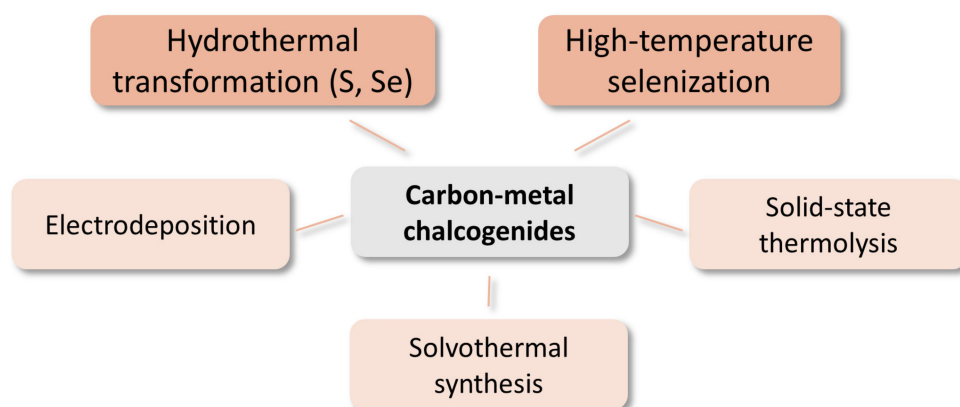 Hydrothermal
transformation (S, Se)
High-temperature
selenization
Electrodeposition
Carbon-metal
chalcogenides
Solid-state
thermolysis
Solvothermal
synthesis